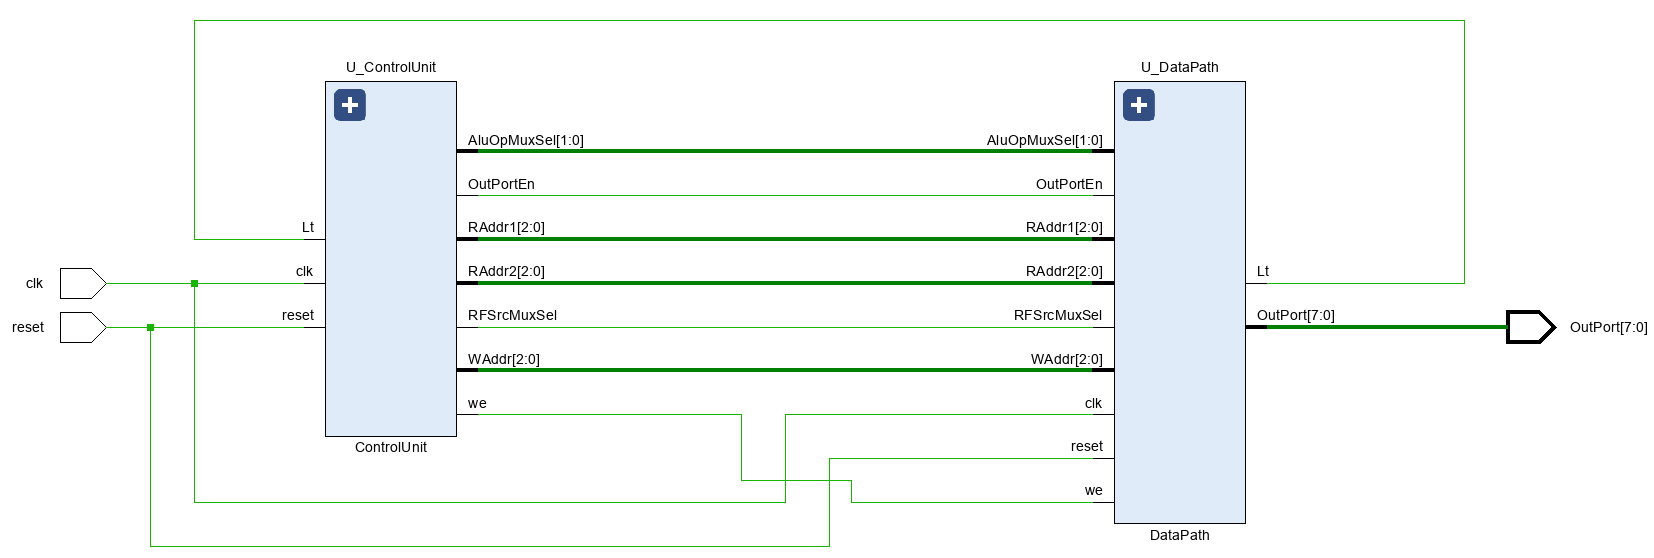 U_ControlUnit
U_DataPath
AluOpMuxSel[1:0]
AluOpMuxSel[1:0]
OutPortEn
OutPortEn
Lt
RAddr1[2:0]
RAddr1[2:0]
clk
clk
RAddr2[2:0]
RAddr2[2:0]
Lt
reset
reset
RFSrcMuxSel
RFSrcMuxSel
OutPort[7:0]
OutPort[7:0]
WAddr[2:0]
WAddr[2:0]
we
clk
ControlUnit
reset
we
DataPath